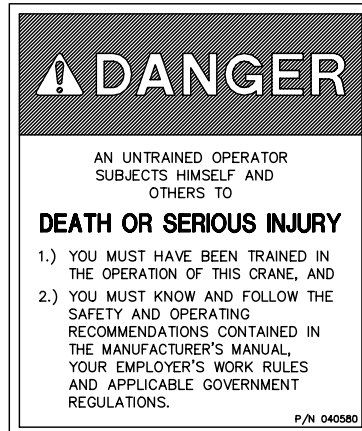 DANGER
AN UNTRAINED OPERATOR
SUBJECTS HIMSELF AND
OTHERS TO
DEATH OR SERIOUS INJURY
1.) YOU MUST HAVE BEEN TRAINED IN
THE OPERATION OF THIS CRANE, AND
2.) YOU MUST KNOW AND FOLLOW THE
SAFETY AND OPERATING
RECOMMENDATIONS CONTAINED IN
THE MANUFACTURER'S MANUAL,
YOUR EMPLOYER'S WORK RULES
AND APPLICABLE GOVERNMENT
REGULATIONS.
P/N 040580